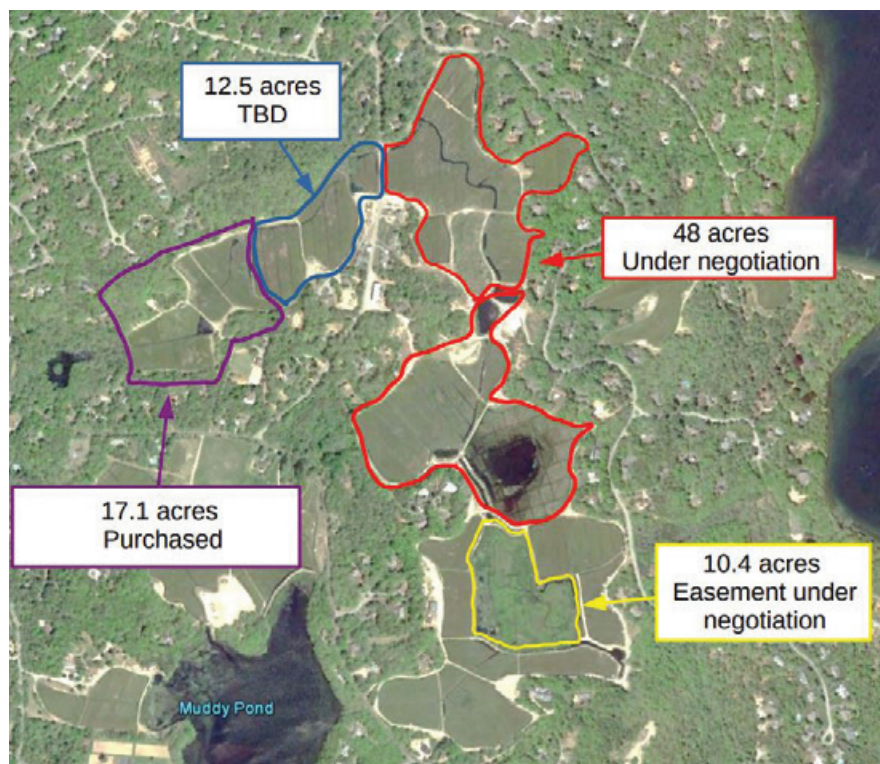 12.5 acres
TBD
48 acres
Under negotiation
17.1 acres
Purchased
10.4 acres
Easement under
negotiation
Muddy Pond